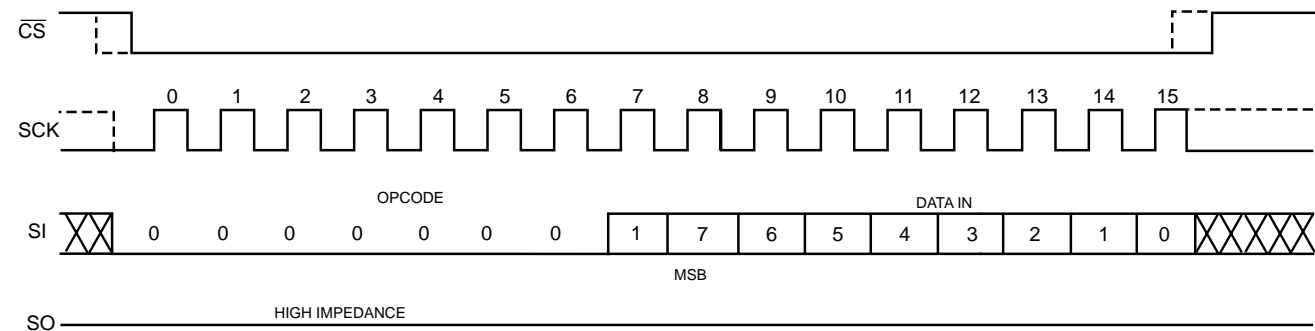 CS
0 1 2 3 4 5 6 7 8 9 10 11 12 13 14 15
SCK
OPCODE
DATA IN
SI
0 0 0 0 0 0 0 1 7 6 5 4 3 2 1 0
MSB
HIGH IMPEDANCE
SO